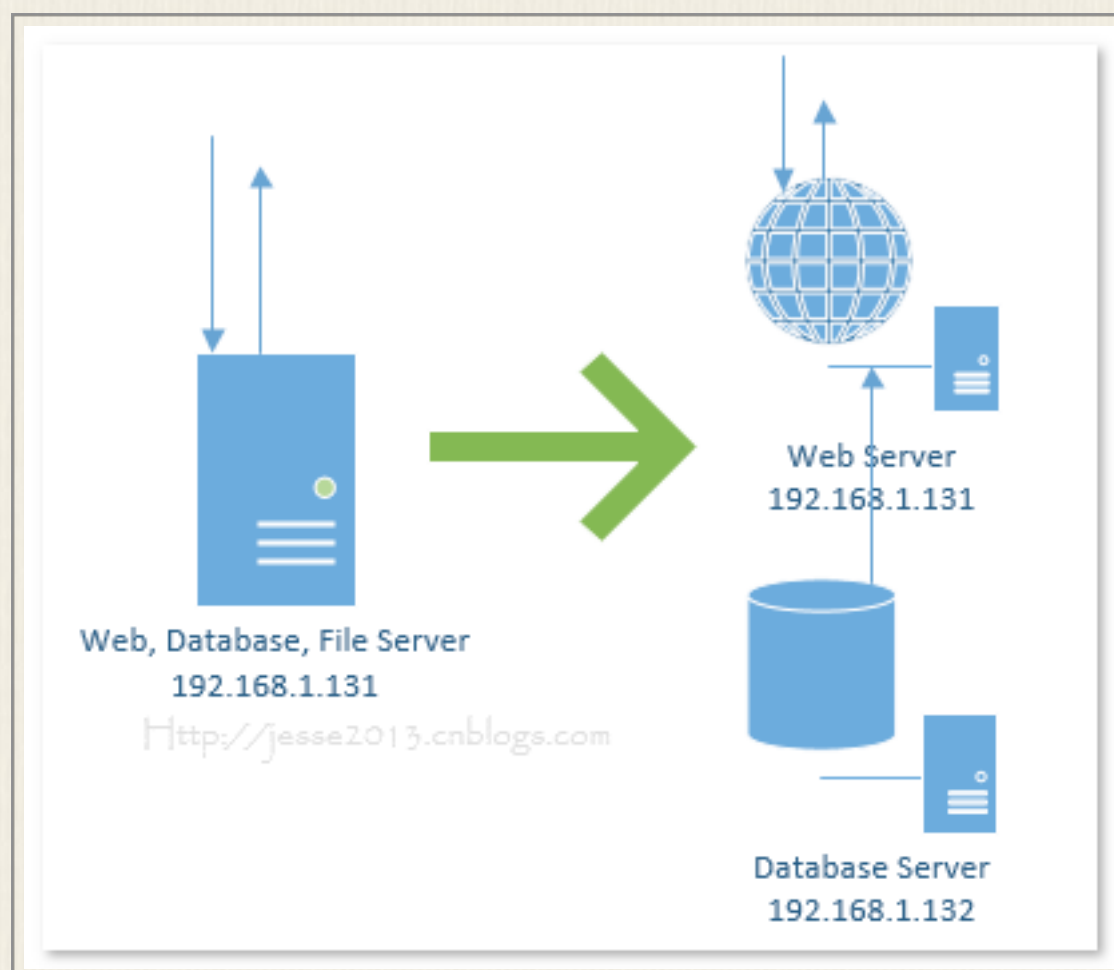 Web, Database, File Server
192.168.1.131
Http://jesse2013.cnblogs.com
Web Server
192.168.1.131
Database Server
192.168.1.132